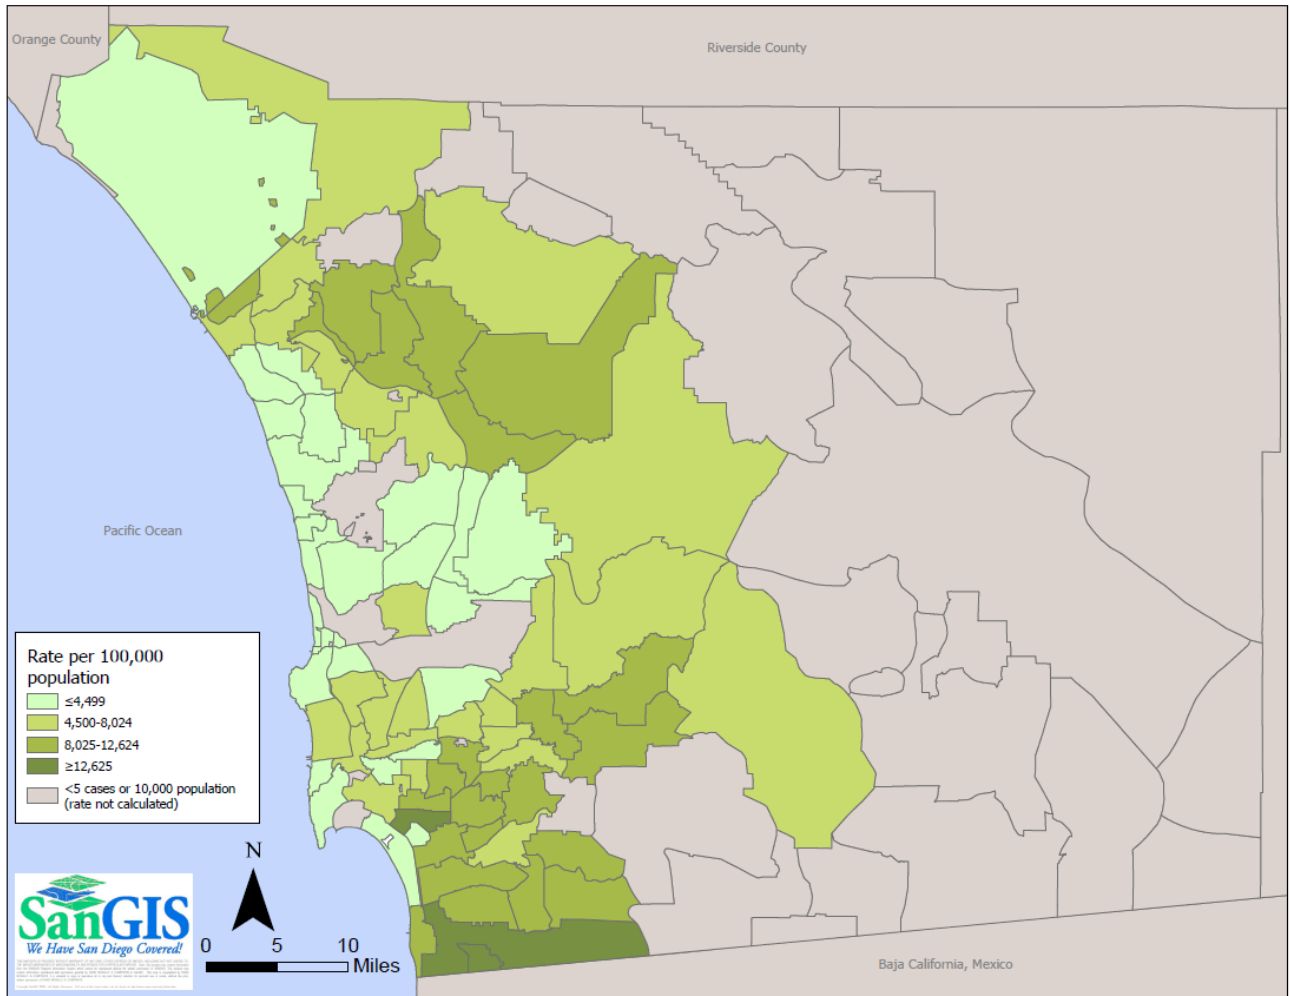 Orange County
Riverside County
Pacific Ocean
Rate per 100,000
population
≤4,499
4,500-8,024
8,025-12,624
≥12,625
<5 cases or 10,000 population
(rate not calculated)
N
SanGIS
We Have San Diego Covered!
0 5 10
Miles
Baja California, Mexico